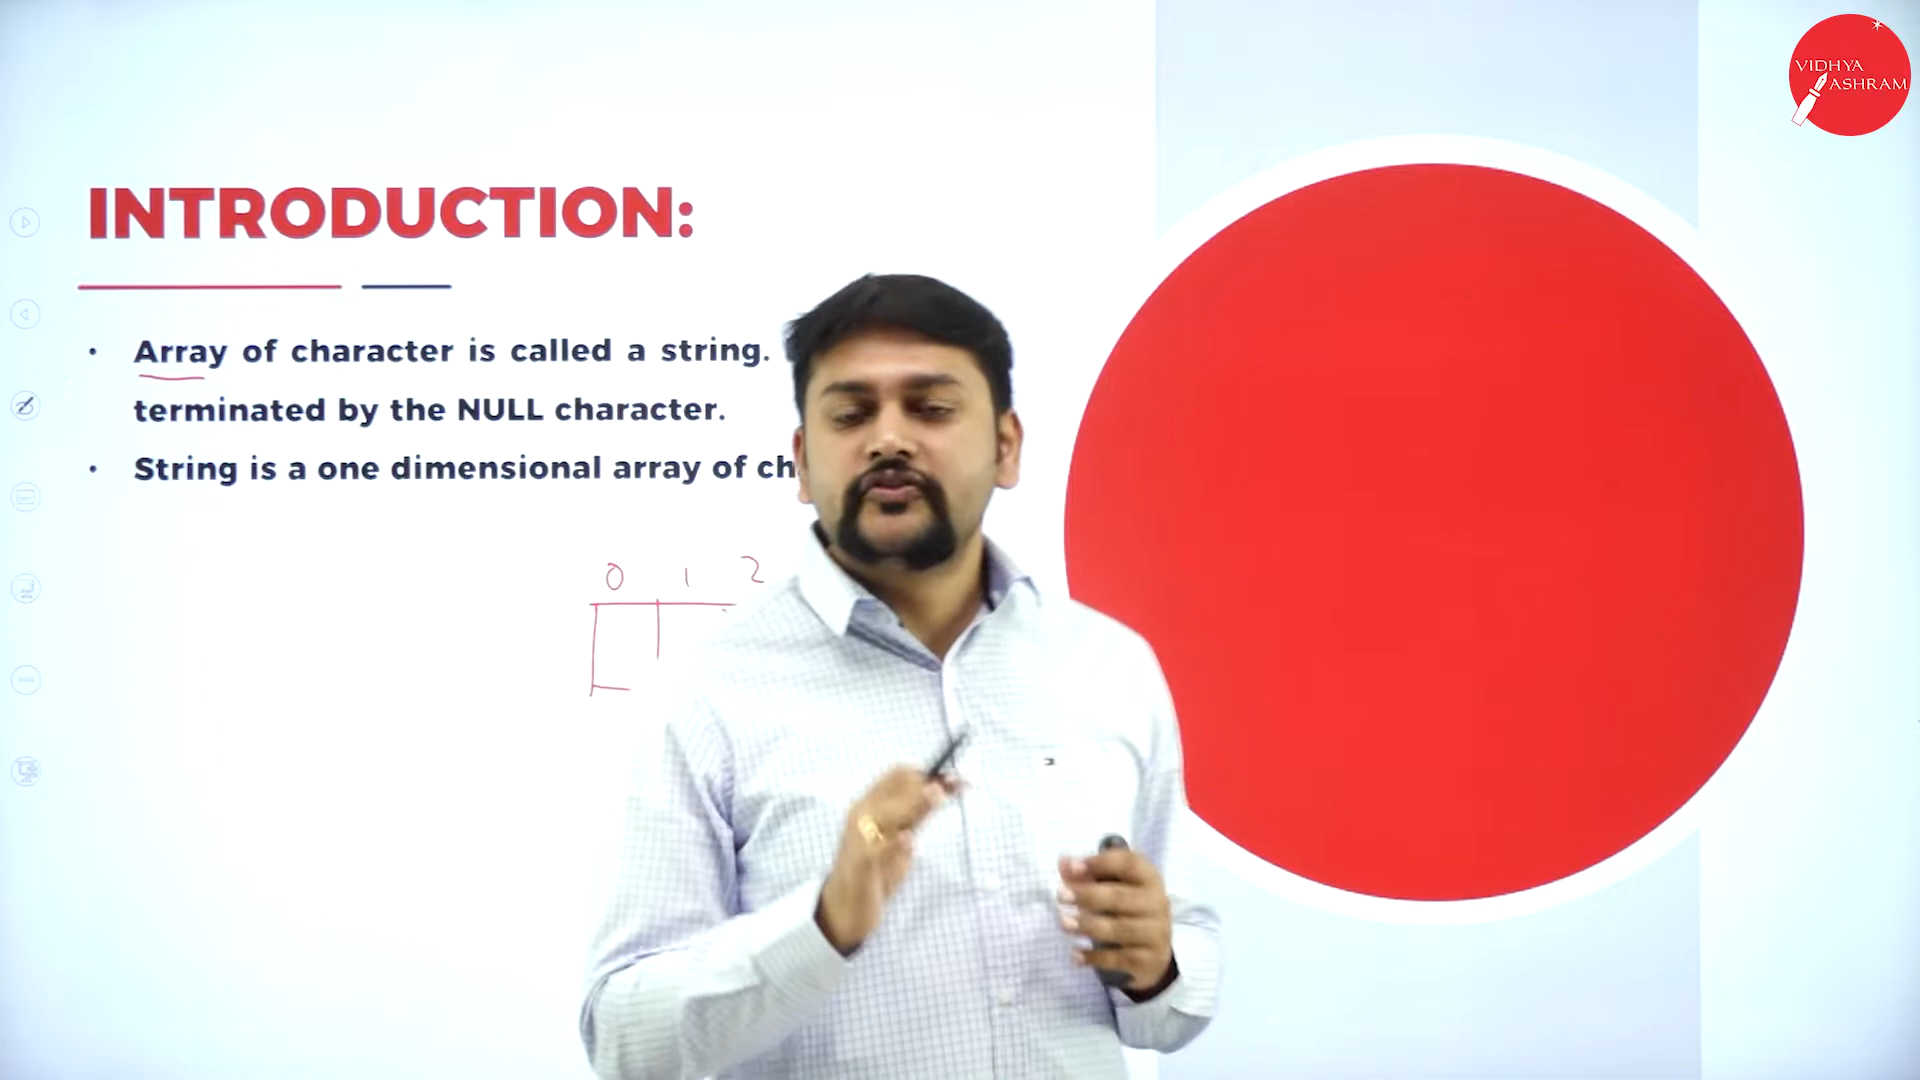 VIDHYA
ASHRAM
INTRODUCTION:
• Array of character is called a string.
terminated by the NULL character.
• String is a one dimensional array of ch
0 1 2